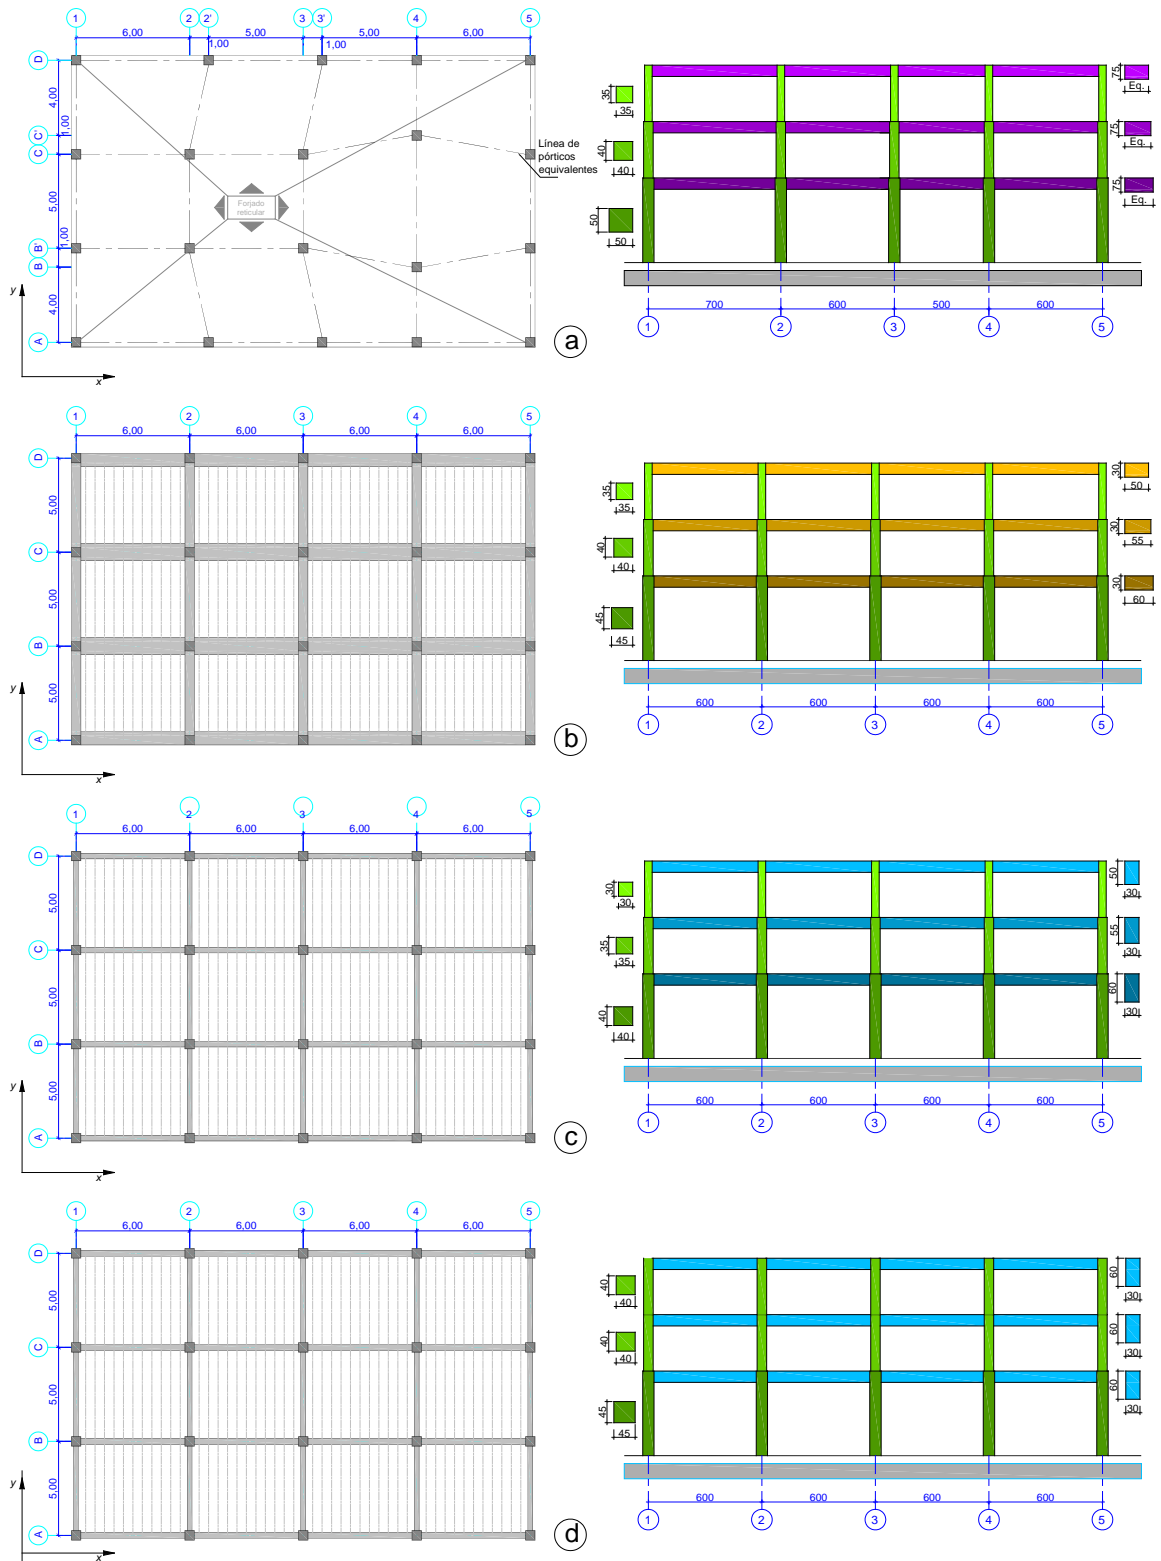 1 2 2' 3 3' 4 5
6,00 5,00 5,00 6,00
1,00 1,00
D
4,00
C'
1,00
C
5,00
B'
1,00
B
4,00
A
Línea de
pórticos
equivalentes
Forjado
reticular
y
x
a
35
35
40
40
50
50
75
Eq.
75
Eq.
75
Eq.
700 600 500 600
1 2 3 4 5
1 2 3 4 5
6,00 6,00 6,00 6,00
D
5,00
C
5,00
B
5,00
A
y
x
b
35
35
40
40
45
45
30
50
30
55
30
60
600 600 600 600
1 2 3 4 5
1 2 3 4 5
6,00 6,00 6,00 6,00
D
5,00
C
5,00
B
5,00
A
y
x
c
30
30
35
35
40
40
50
30
55
30
60
30
600 600 600 600
1 2 3 4 5
1 2 3 4 5
6,00 6,00 6,00 6,00
D
5,00
C
5,00
B
5,00
A
y
x
d
40
40
40
40
45
45
60
30
60
30
60
30
600 600 600 600
1 2 3 4 5